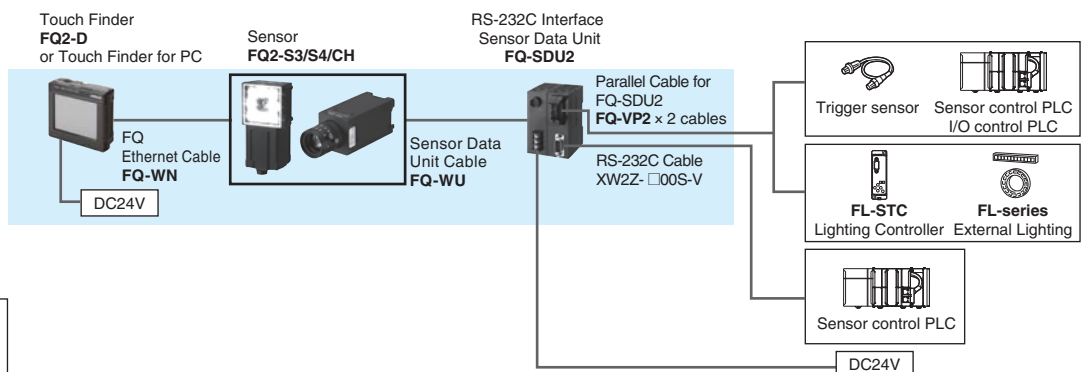 Touch Finder
FQ2-D
or Touch Finder for PC
Sensor
FQ2-S3/S4/CH
RS-232C Interface
Sensor Data Unit
FQ-SDU2
FQ
Ethernet Cable
FQ-WN
DC24V
Sensor Data
Unit Cable
FQ-WU
Parallel Cable for
FQ-SDU2
FQ-VP2 × 2 cables
RS-232C Cable
XW2Z- □00S-V
Trigger sensor
Sensor control PLC
I/O control PLC
FL-STC
Lighting Controller
FL-series
External Lighting
Sensor control PLC
DC24V